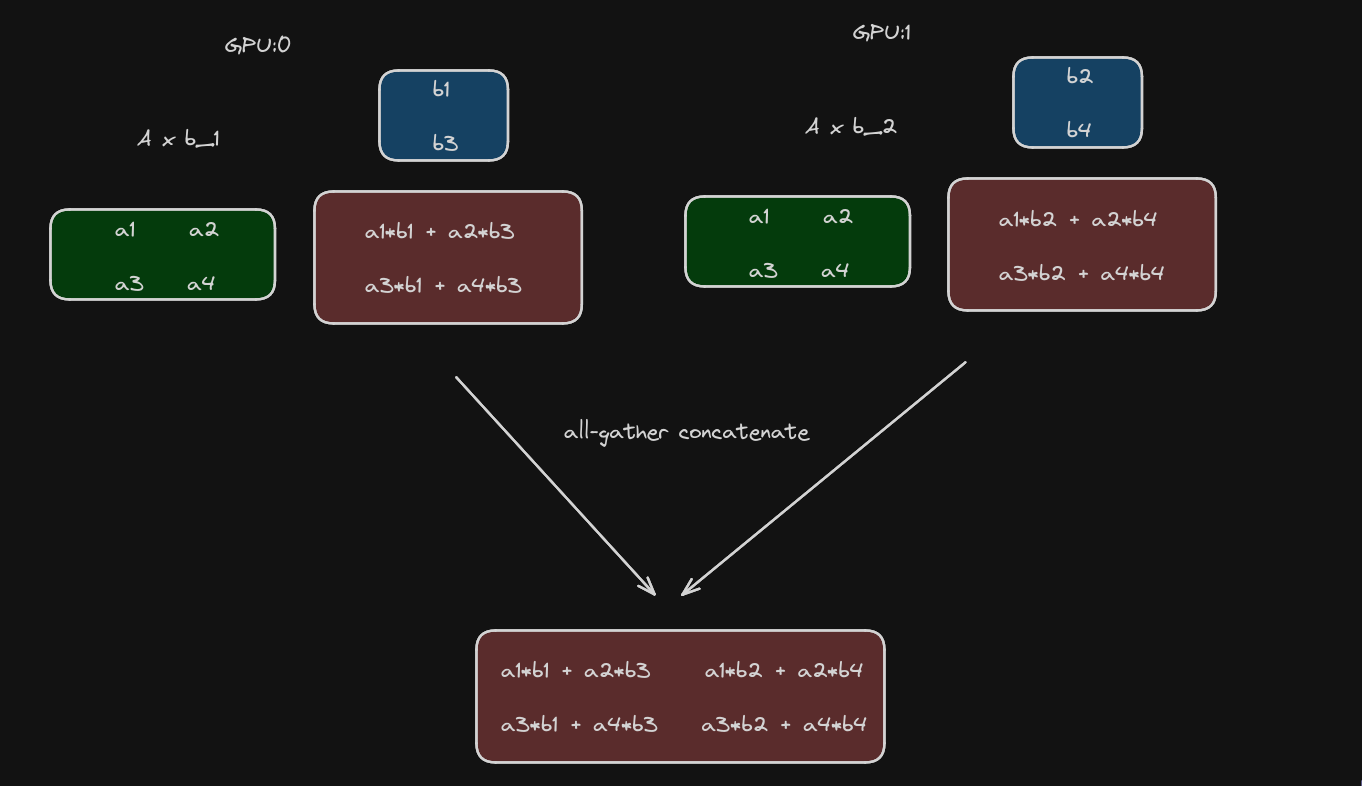 GPU:0
GPU:1
b1
b3
A x b_1
a1 a2
a3 a4
a1*b1 + a2*b3
a3*b1 + a4*b3
b2
b4
A x b_2
a1 a2
a3 a4
a1*b2 + a2*b4
a3*b2 + a4*b4
all-gather concatenate
a1*b1 + a2*b3 a1*b2 + a2*b4
a3*b1 + a4*b3 a3*b2 + a4*b4